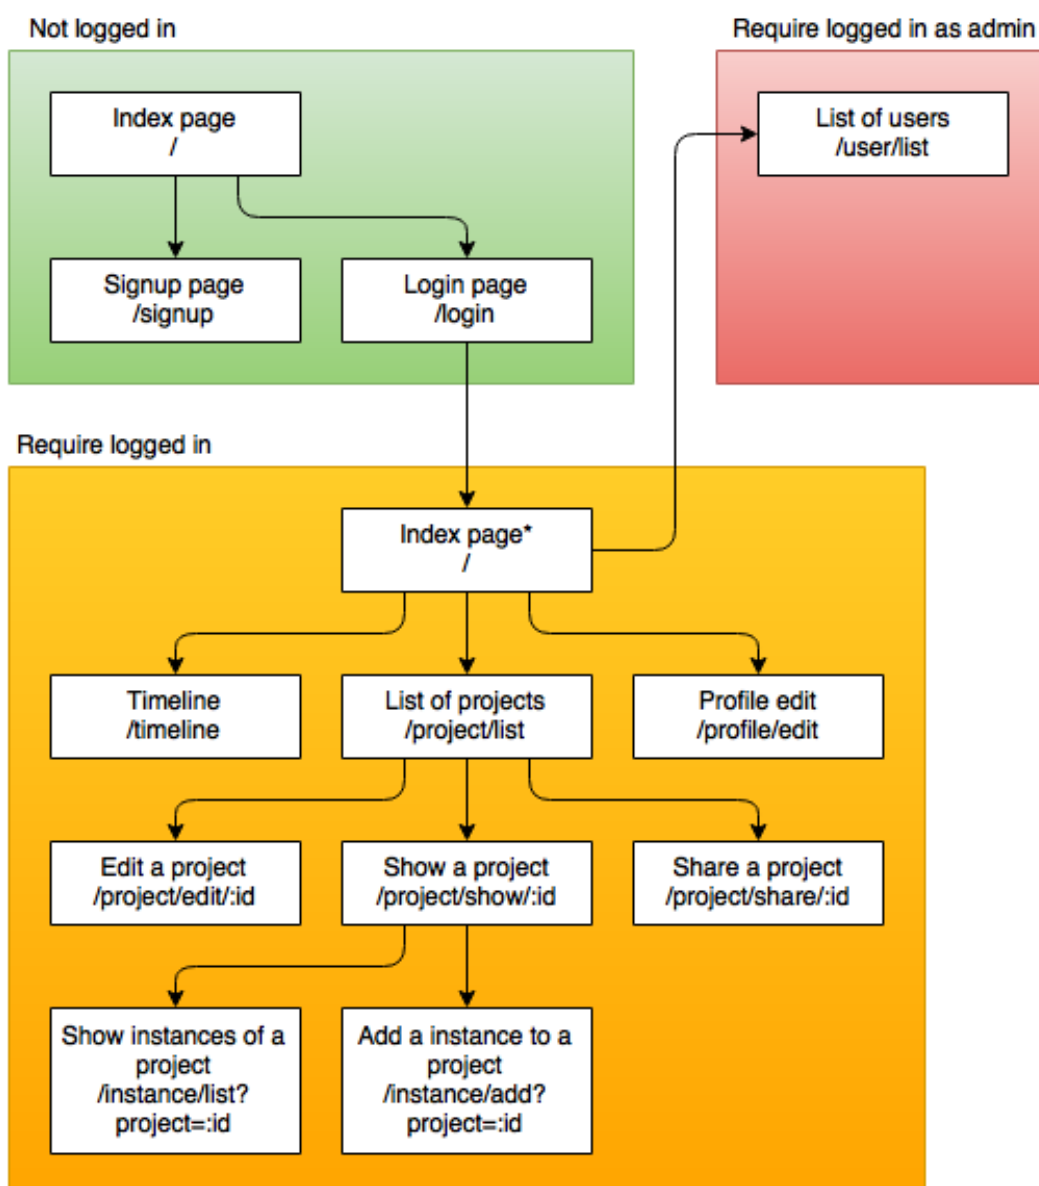 Not logged in
Require logged in as admin
Index page
/
List of users
/user/list
Signup page
/signup
Login page
/login
Require logged in
Index page*
/
Timeline
/timeline
List of projects
/project/list
Profile edit
/profile/edit
Edit a project
/project/edit/:id
Show a project
/project/show/:id
Share a project
/project/share/:id
Show instances of a
project
/instance/list?
project=:id
Add a instance to a
project
/instance/add?
project=:id